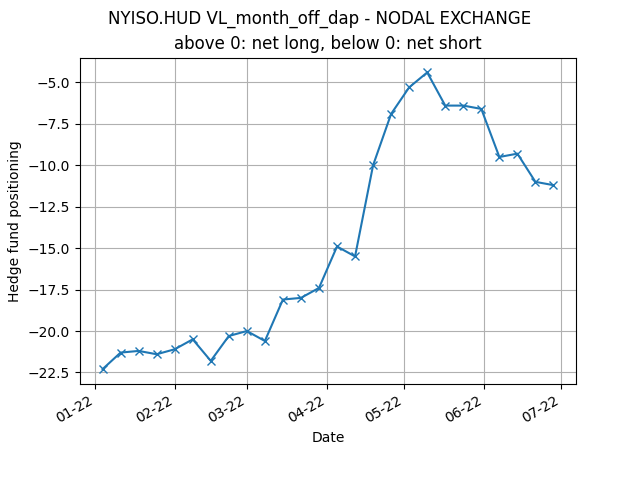 NYISO.HUD VL_month_off_dap - NODAL EXCHANGE
above 0: net long, below 0: net short
Hedge fund positioning
−5.0
−7.5
−10.0
−12.5
−15.0
−17.5
−20.0
−22.5
01-22 02-22 03-22 04-22 05-22 06-22 07-22
Date